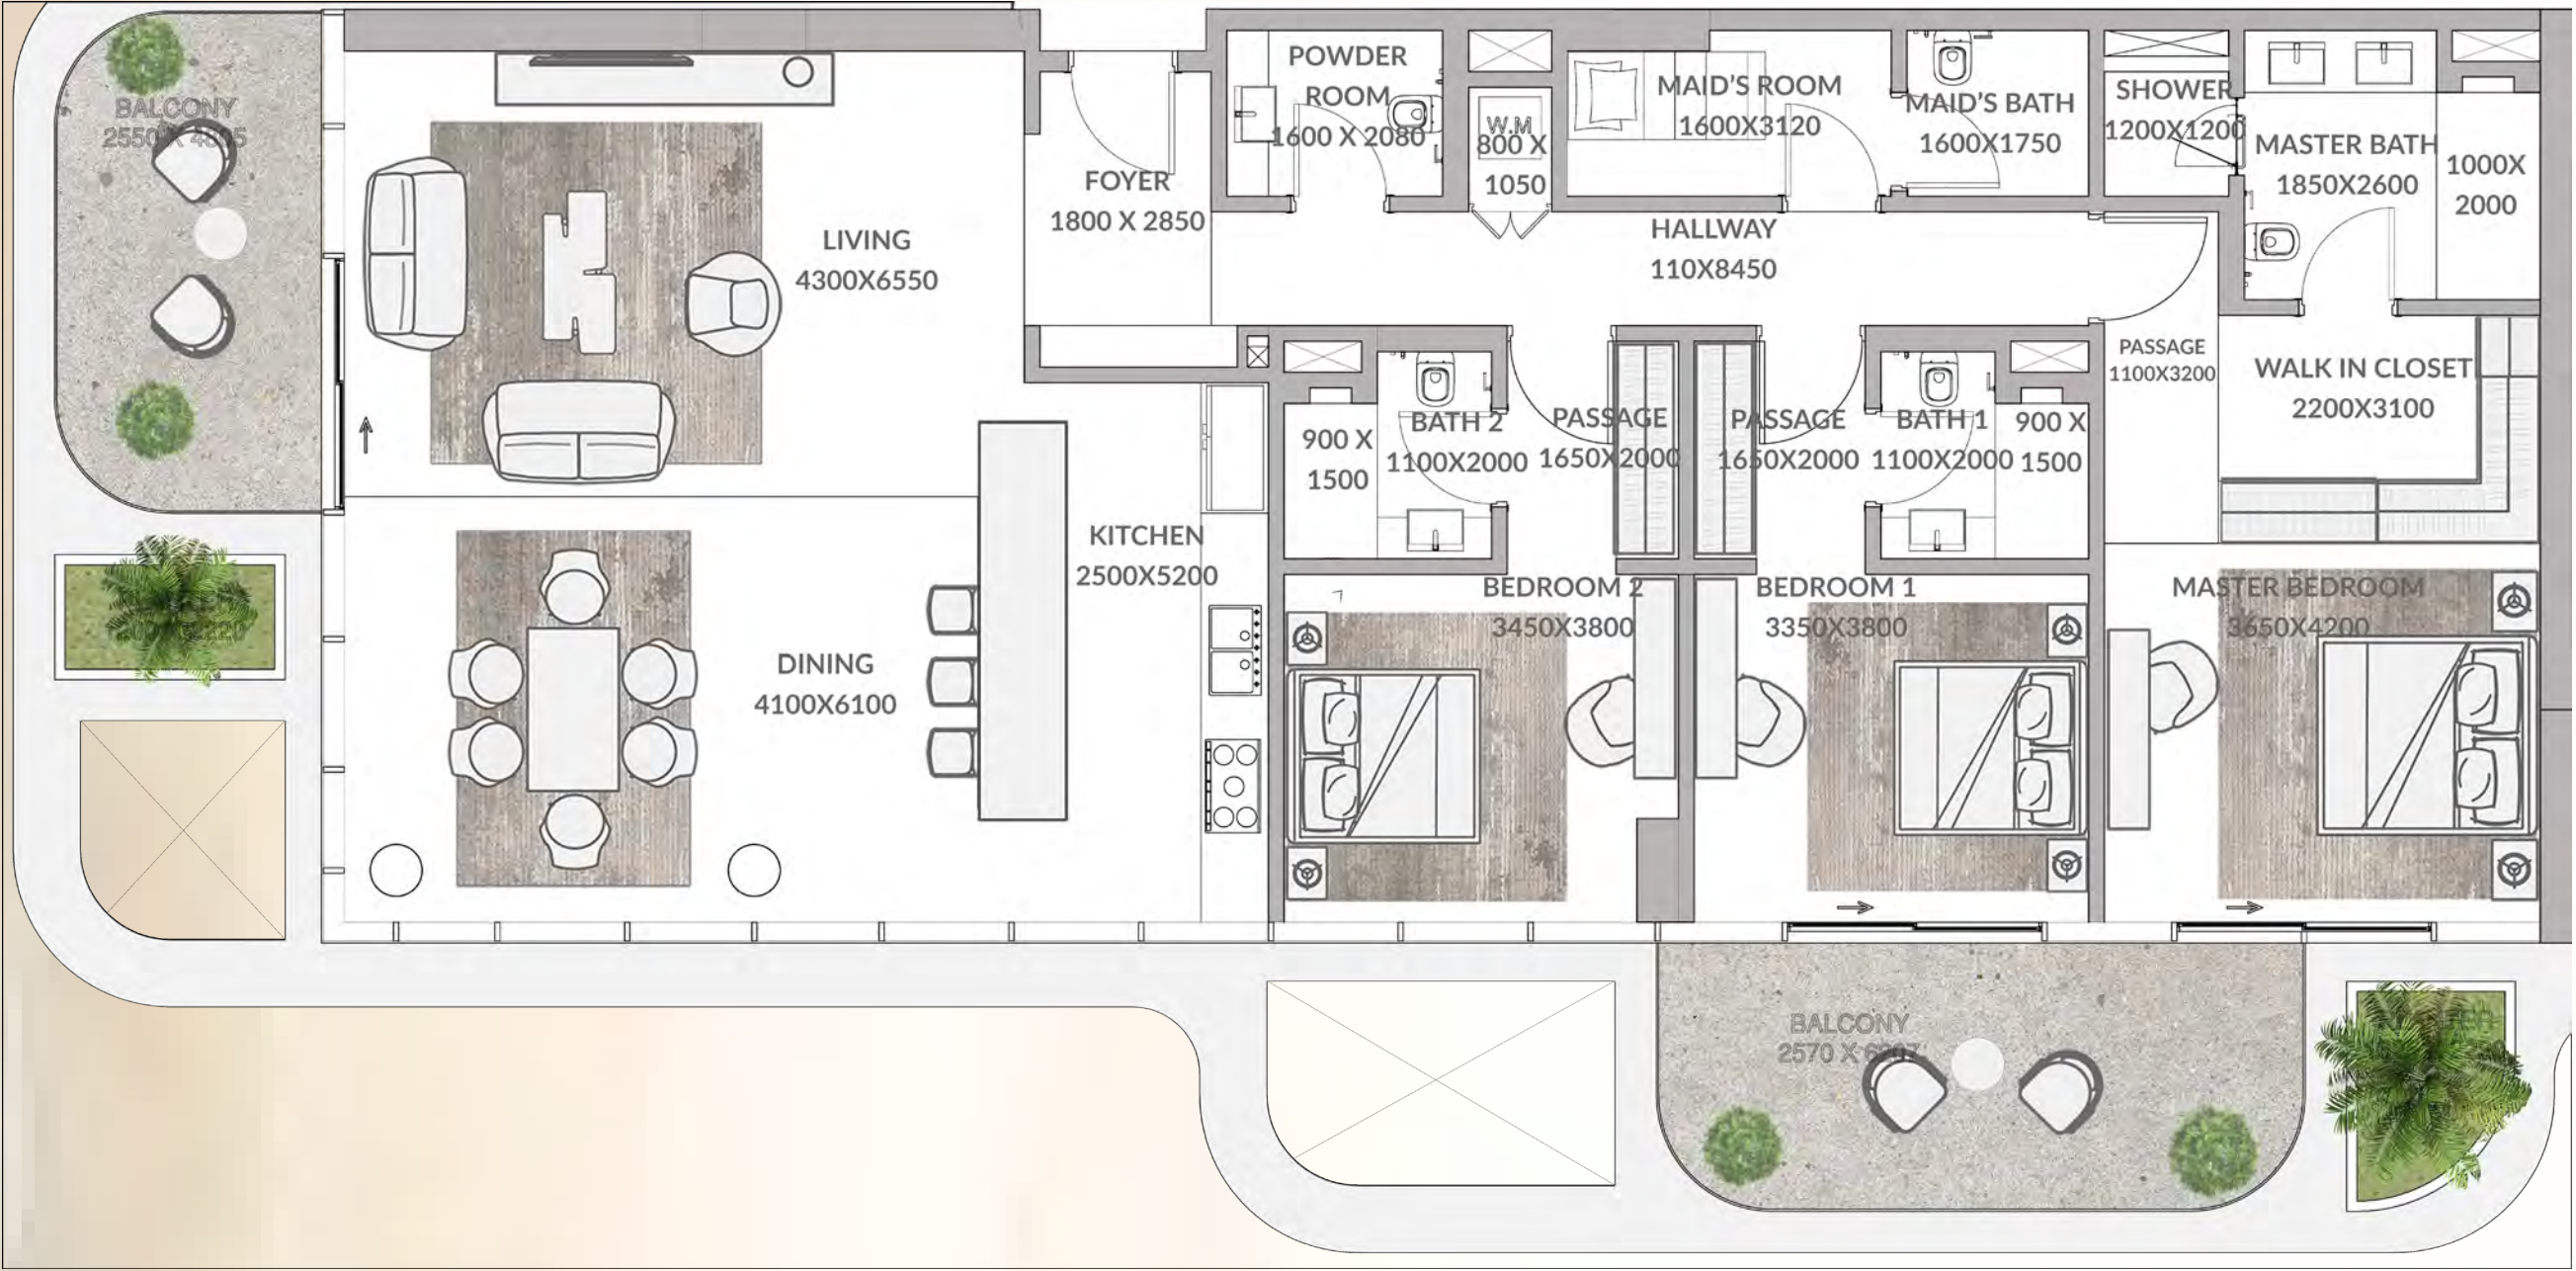 BALCONY
2550 X
LIVING
4300X6550
FOYER
1800 X 2850
POWDER
ROOM
1600 X 2080
W.M
800 X
1050
MAID'S ROOM
1600X3120
MAID'S BATH
1600X1750
SHOWER
1200X1200
MASTER BATH
1850X2600
1000X
2000
HALLWAY
110X8450
PASSAGE
1100X3200
WALK IN CLOSET
2200X3100
900 X
1500
BATH 2
1100X2000
PASSAGE
1650X2000
PASSAGE
1650X2000
BATH 1
1100X2000
900 X
1500
KITCHEN
2500X5200
DINING
4100X6100
BEDROOM 2
3450X3800
BEDROOM 1
3350X3800
MASTER BEDROOM
3650X4200
BALCONY
2570 X